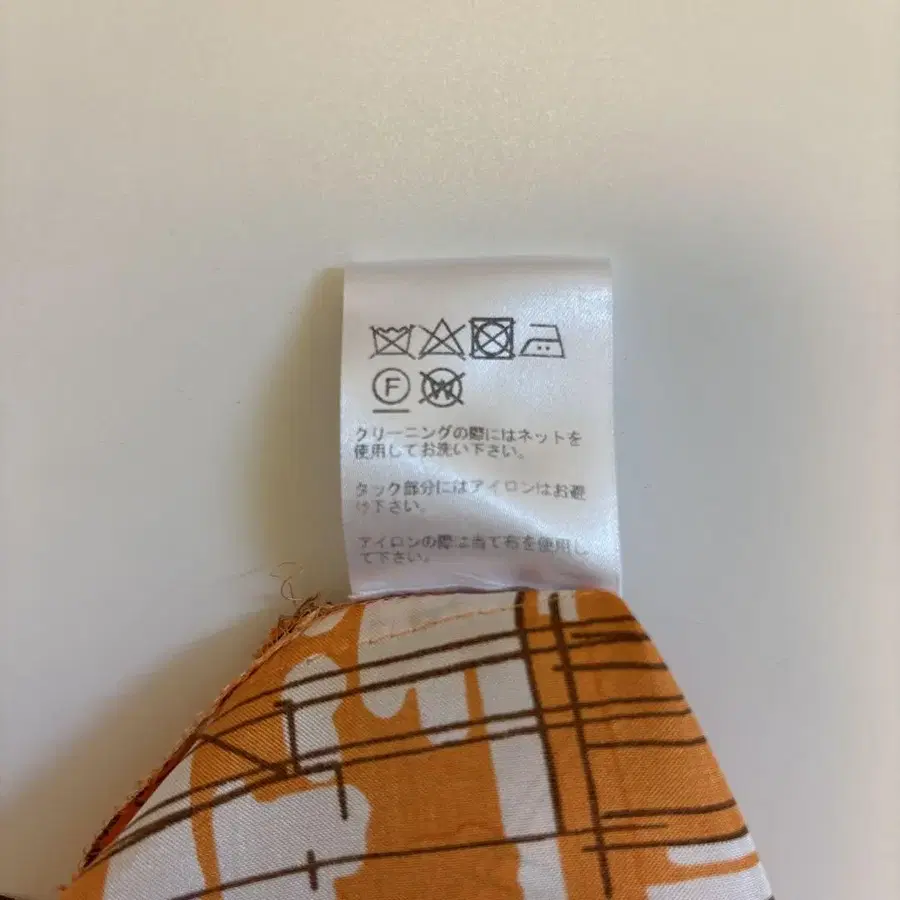 F
W
クリーニングの際にはネットを
使用してお洗い下さい。
タック部分にはアイロンはお避
け下さい。
アイロンの際は当て布を使用し
て下さい。